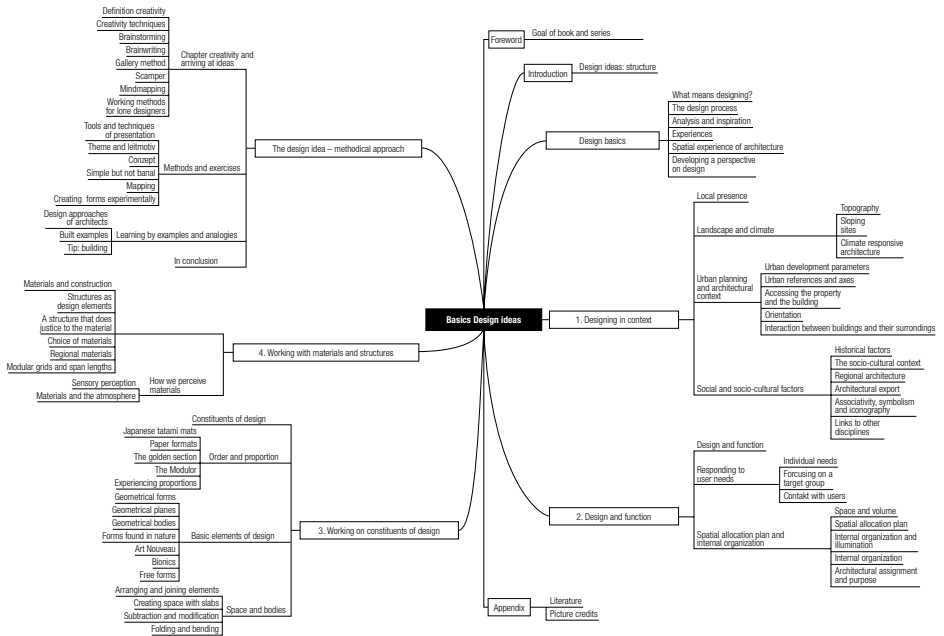 Basics Design ideas
Foreword
Goal of book and series
Introduction
Design ideas: structure
Design basics
What means designing?
The design process
Analysis and inspiration
Experiences
Spatial experience of architecture
Developing a perspective
on design
1. Designing in context
Local presence
Landscape and climate
Topography
Sloping
sites
Climate responsive
architecture
Urban planning
and architectural
context
Urban development parameters
Urban references and axes
Accessing the property
and the building
Orientation
Interaction between buildings and their surrondings
Social and socio-cultural factors
Historical factors
The socio-cultural context
Regional architecture
Architectural export
Associativity, symbolism
and iconography
Links to other
disciplines
2. Design and function
Design and function
Responding to
user needs
Individual needs
Forcusing on a
target group
Contakt with users
Spatial allocation plan and
internal organization
Space and volume
Spatial allocation plan
Internal organization and
illumination
Internal organization
Architectural assignment
and purpose
Appendix
Literature
Picture credits
The design idea – methodical approach
Chapter creativity and
arriving at ideas
Definition creativity
Creativity techniques
Brainstorming
Brainwriting
Gallery method
Scamper
Mindmapping
Working methods
for lone designers
Methods and exercises
Tools and techniques
of presentation
Theme and leitmotiv
Concept
Simple but not banal
Mapping
Creating forms experimentally
Learning by examples and analogies
Design approaches
of architects
Built examples
Tip: building
In conclusion
4. Working with materials and structures
Materials and construction
Structures as
design elements
A structure that does
justice to the material
Choice of materials
Regional materials
Modular grids and span lengths
How we perceive
materials
Sensory perception
Materials and the atmosphere
3. Working on constituents of design
Constituents of design
Order and proportion
Japanese tatami mats
Paper formats
The golden section
The Modulor
Experiencing proportions
Basic elements of design
Geometrical forms
Geometrical planes
Geometrical bodies
Forms found in nature
Art Nouveau
Bionics
Free forms
Space and bodies
Arranging and joining elements
Creating space with slabs
Subtraction and modification
Folding and bending